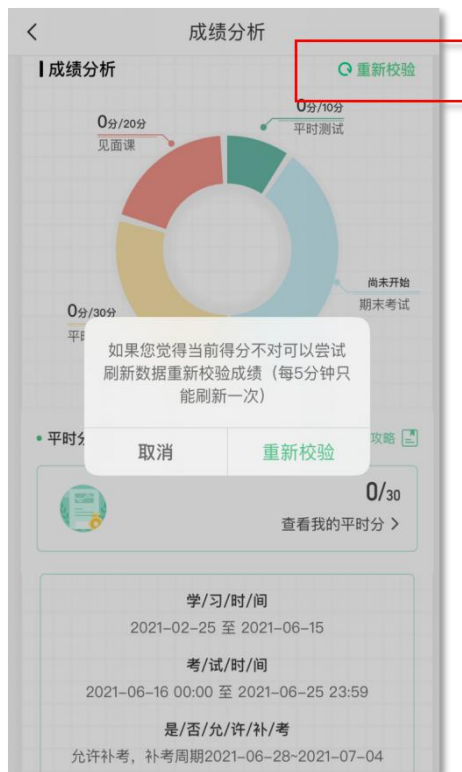 成绩分析
成绩分析
重新校验
0分/10分
平时测试
0分/20分
见面课
尚未开始
期末考试
0分/30分
平时
如果您觉得当前得分不对可以尝试
刷新数据重新校验成绩（每5分钟只
能刷新一次）
取消
重新校验
平时分
攻略
0/30
查看我的平时分
学/习/时/间
2021-02-25 至 2021-06-15
考/试/时/间
2021-06-16 00:00 至 2021-06-25 23:59
是/否/允/许/补/考
允许补考，补考周期2021-06-28~2021-07-04